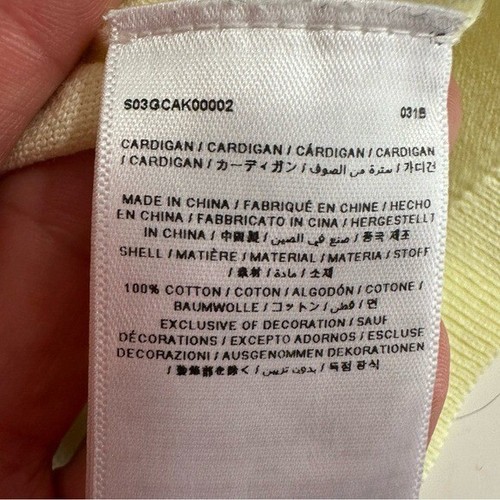 S03GCAK00002 031B
CARDIGAN / CARDIGAN / CÁRDIGAN / CARDIGAN
/ CARDIGAN / カーディガン / سترة من الصوف / 가디건
MADE IN CHINA / FABRIQUÉ EN CHINE / HECHO
EN CHINA / FABBRICATO IN CINA / HERGESTELLT
IN CHINA / 中国製 / صنع في الصين / 중국 제조
SHELL / MATIÈRE / MATERIAL / MATERIA / STOFF
/ 素材 / مادة / 소재
100% COTTON / COTON / ALGODÓN / COTONE /
BAUMWOLLE / コットン / قطن / 면
EXCLUSIVE OF DECORATION / SAUF
DÉCORATIONS / EXCEPTO ADORNOS / ESCLUSE
DECORAZIONI / AUSGENOMMEN DEKORATIONEN
/ 装飾部を除く / بدون تزيين / 독점 장식